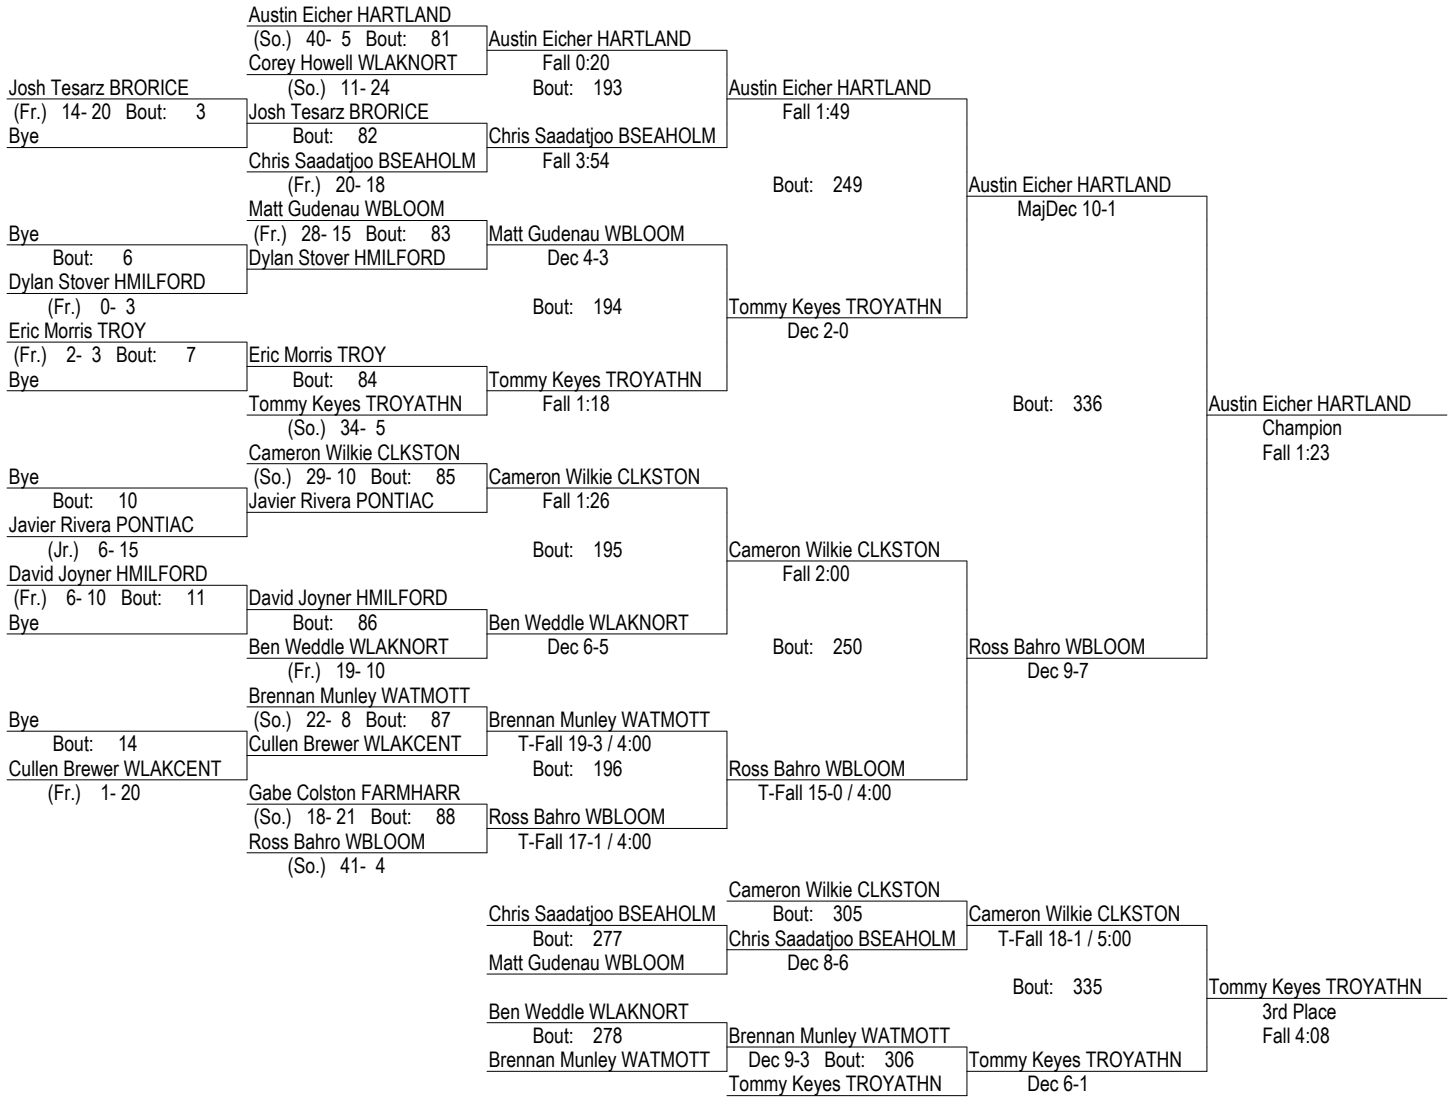 Austin Eicher HARTLAND
(So.) 40- 5 Bout: 81 Austin Eicher HARTLAND
Corey Howell WLAKNORT Fall 0:20
Josh Tesarz BRORICE (So.) 11- 24 Bout: 193 Austin Eicher HARTLAND
(Fr.) 14- 20 Bout: 3 Josh Tesarz BRORICE Fall 1:49
Bye Bout: 82 Chris Saadatjoo BSEAHOLM
Chris Saadatjoo BSEAHOLM Fall 3:54
(Fr.) 20- 18 Bout: 249 Austin Eicher HARTLAND
Matt Gudenau WBLOOM MajDec 10-1
Bye (Fr.) 28- 15 Bout: 83 Matt Gudenau WBLOOM
Bout: 6 Dylan Stover HMILFORD Dec 4-3
Dylan Stover HMILFORD
(Fr.) 0- 3 Bout: 194 Tommy Keyes TROYATHN
Eric Morris TROY Dec 2-0
(Fr.) 2- 3 Bout: 7 Eric Morris TROY
Bye Bout: 84 Tommy Keyes TROYATHN
Tommy Keyes TROYATHN Fall 1:18 Bout: 336 Austin Eicher HARTLAND
(So.) 34- 5 Champion
Cameron Wilkie CLKSTON Fall 1:23
Bye (So.) 29- 10 Bout: 85 Cameron Wilkie CLKSTON
Bout: 10 Javier Rivera PONTIAC Fall 1:26
Javier Rivera PONTIAC
(Jr.) 6- 15 Bout: 195 Cameron Wilkie CLKSTON
David Joyner HMILFORD Fall 2:00
(Fr.) 6- 10 Bout: 11 David Joyner HMILFORD
Bye Bout: 86 Ben Weddle WLAKNORT
Ben Weddle WLAKNORT Dec 6-5 Bout: 250 Ross Bahro WBLOOM
(Fr.) 19- 10 Dec 9-7
Brennan Munley WATMOTT
Bye (So.) 22- 8 Bout: 87 Brennan Munley WATMOTT
Bout: 14 Cullen Brewer WLAKCENT T-Fall 19-3 / 4:00
Cullen Brewer WLAKCENT Bout: 196 Ross Bahro WBLOOM
(Fr.) 1- 20 Gabe Colston FARMHARR T-Fall 15-0 / 4:00
(So.) 18- 21 Bout: 88 Ross Bahro WBLOOM
Ross Bahro WBLOOM T-Fall 17-1 / 4:00
(So.) 41- 4
Cameron Wilkie CLKSTON
Chris Saadatjoo BSEAHOLM Bout: 305 Cameron Wilkie CLKSTON
Bout: 277 Chris Saadatjoo BSEAHOLM T-Fall 18-1 / 5:00
Matt Gudenau WBLOOM Dec 8-6
Bout: 335 Tommy Keyes TROYATHN
Ben Weddle WLAKNORT 3rd Place
Bout: 278 Brennan Munley WATMOTT Fall 4:08
Brennan Munley WATMOTT Dec 9-3 Bout: 306 Tommy Keyes TROYATHN
Tommy Keyes TROYATHN Dec 6-1